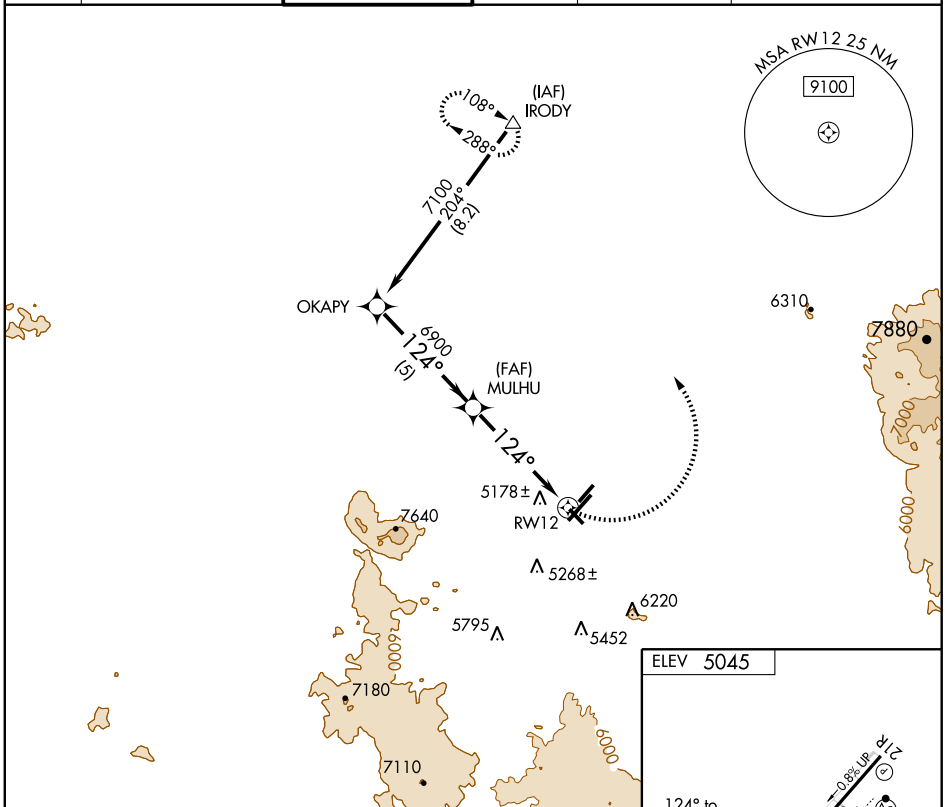 MSA RW12 25 NM
9100
(IAF)
IRODY
108°
288°
7100
204°
(8.2)
OKAPY
6900
124°
(5)
(FAF)
MULHU
124°
6310
7880
7000
6000
5178±
RW12
7640
5268±
6220
5795
5452
6000
7180
7110
6000
ELEV 5045
21R
0.8% UP
P
124° to